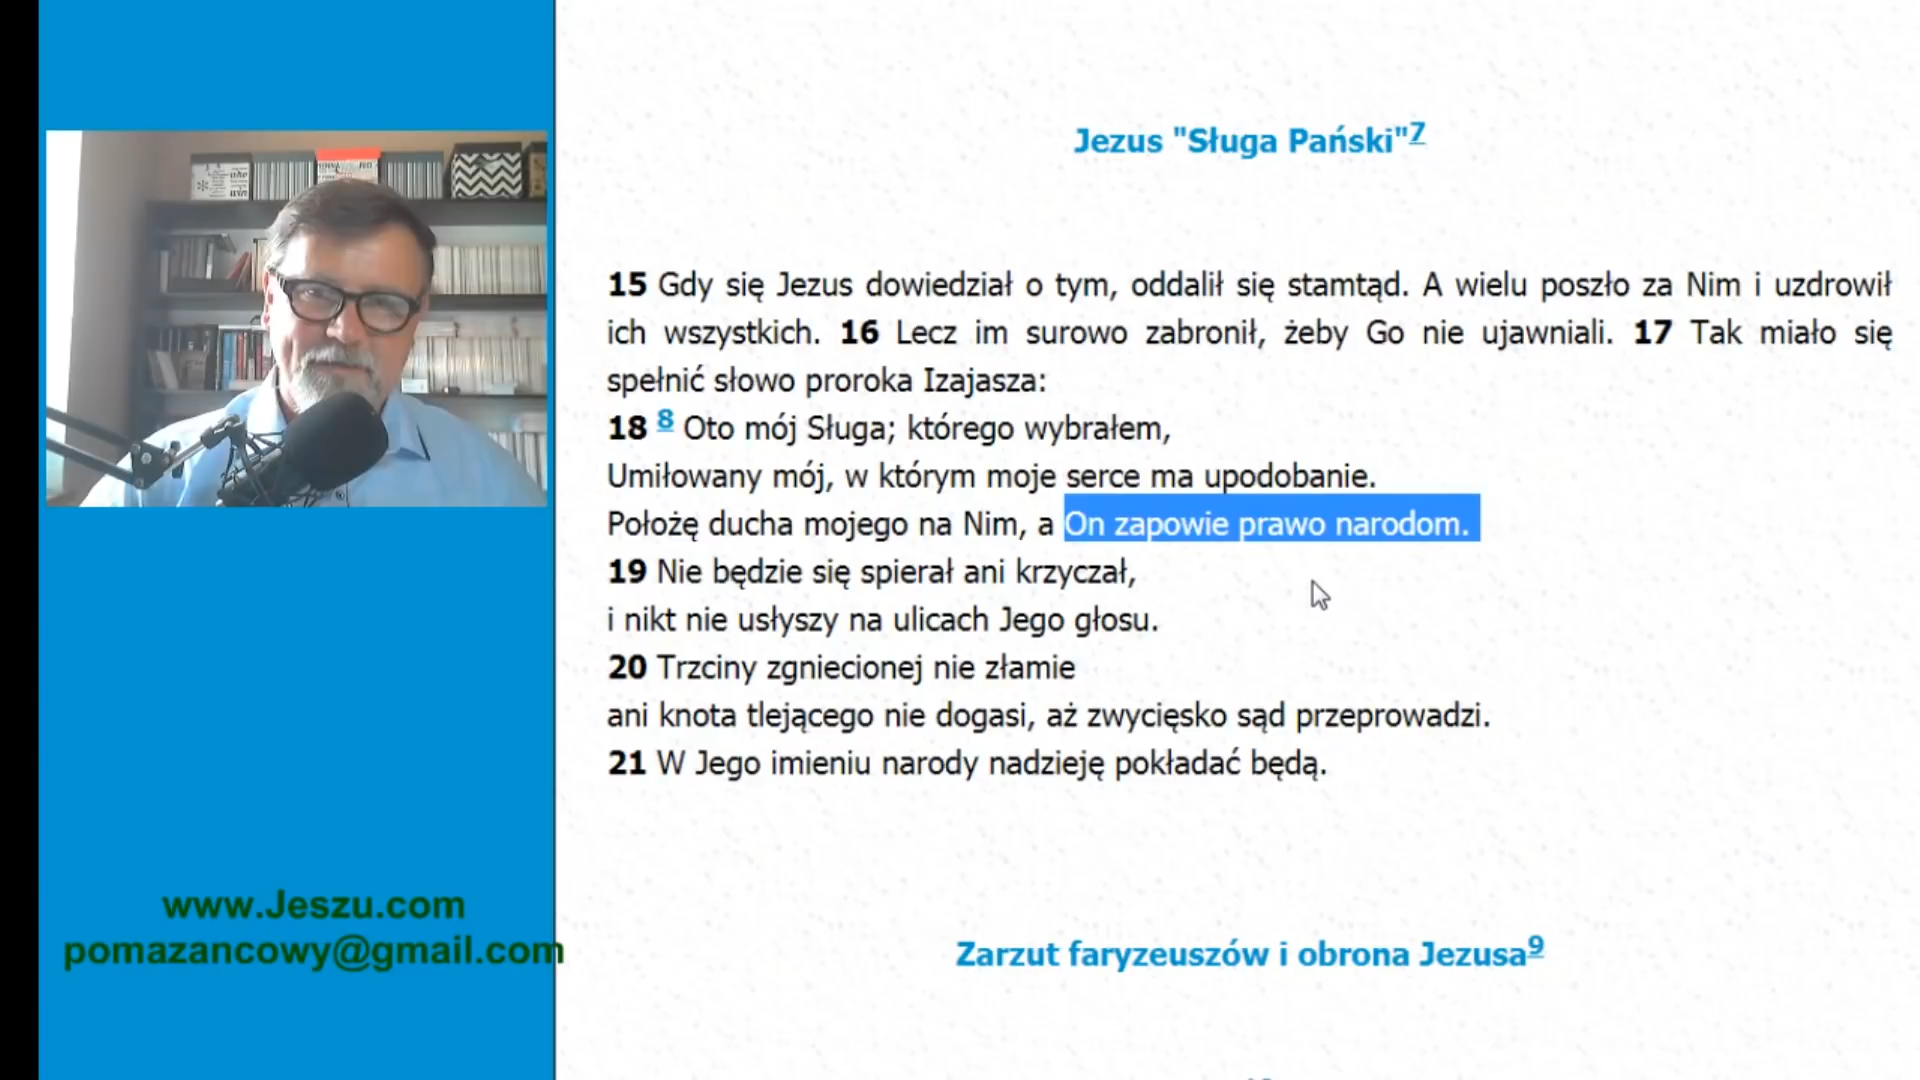 Jezus "Sługa Pański"7
15 Gdy się Jezus dowiedział o tym, oddalił się stamtąd. A wielu poszło za Nim i uzdrowił
ich wszystkich. 16 Lecz im surowo zabronił, żeby Go nie ujawniali. 17 Tak miało się
spełnić słowo proroka Izajasza:
18 8 Oto mój Sługa; którego wybrałem,
Umiłowany mój, w którym moje serce ma upodobanie.
Położę ducha mojego na Nim, a On zapowie prawo narodom.
19 Nie będzie się spierał ani krzyczał,
i nikt nie usłyszy na ulicach Jego głosu.
20 Trzciny zgniecionej nie złamie
ani knota tlejącego nie dogasi, aż zwycięsko sąd przeprowadzi.
21 W Jego imieniu narody nadzieję pokładać będą.
Zarzut faryzeuszów i obrona Jezusa9
www.Jeszu.com
pomazancowy@gmail.com